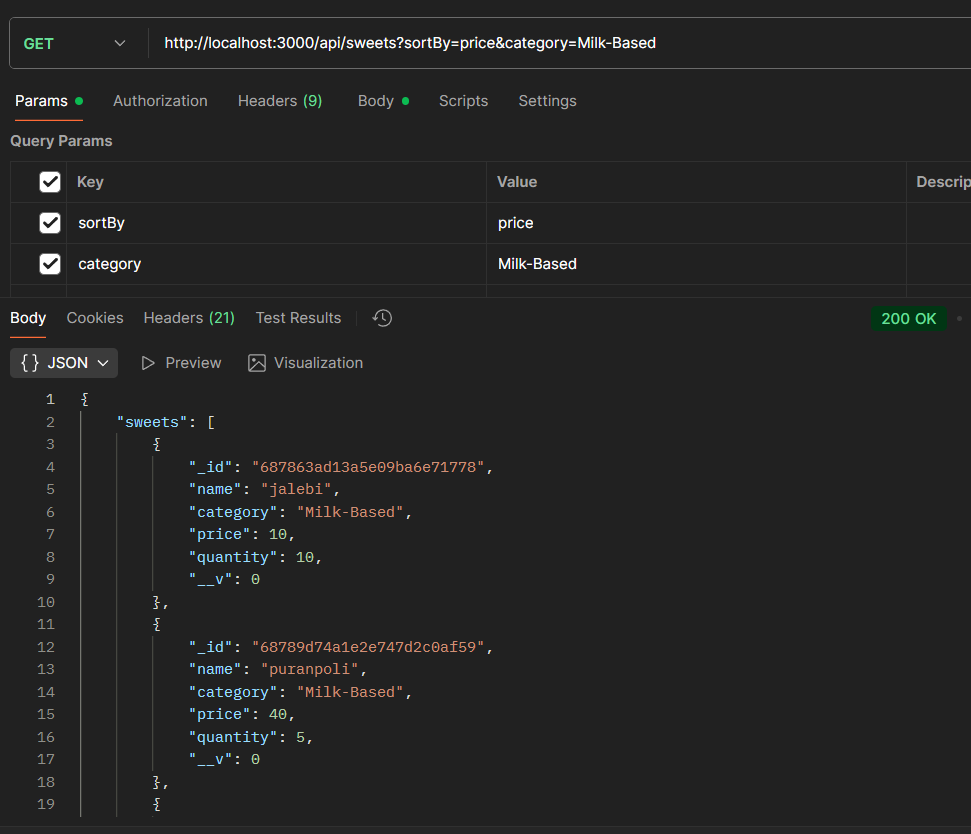 GET http://localhost:3000/api/sweets?sortBy=price&category=Milk-Based
Params Authorization Headers (9) Body Scripts Settings
Query Params
Key Value Descrip
sortBy price
category Milk-Based
Body Cookies Headers (21) Test Results 200 OK
{} JSON Preview Visualization
1 {
2 "sweets": [
3 {
4 "_id": "687863ad13a5e09ba6e71778",
5 "name": "jalebi",
6 "category": "Milk-Based",
7 "price": 10,
8 "quantity": 10,
9 "__v": 0
10 },
11 {
12 "_id": "68789d74a1e2e747d2c0af59",
13 "name": "puranpoli",
14 "category": "Milk-Based",
15 "price": 40,
16 "quantity": 5,
17 "__v": 0
18 },
19 {